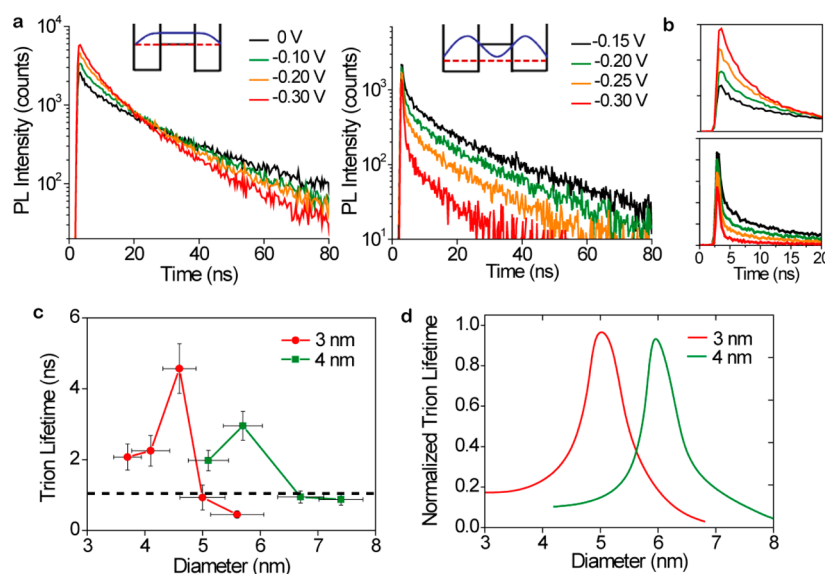 a
PL Intensity (counts)
10^4
10^3
10^2
0 V
-0.10 V
-0.20 V
-0.30 V
0 20 40 60 80
Time (ns)
PL Intensity (counts)
10^3
10^2
10^1
-0.15 V
-0.20 V
-0.25 V
-0.30 V
0 20 40 60 80
Time (ns)
b
0 5 10 15 20
Time (ns)
c
Trion Lifetime (ns)
6
4
2
0
3 nm
4 nm
3 4 5 6 7 8
Diameter (nm)
d
Normalized Trion Lifetime
1.0
0.8
0.6
0.4
0.2
0.0
3 nm
4 nm
3 4 5 6 7 8
Diameter (nm)